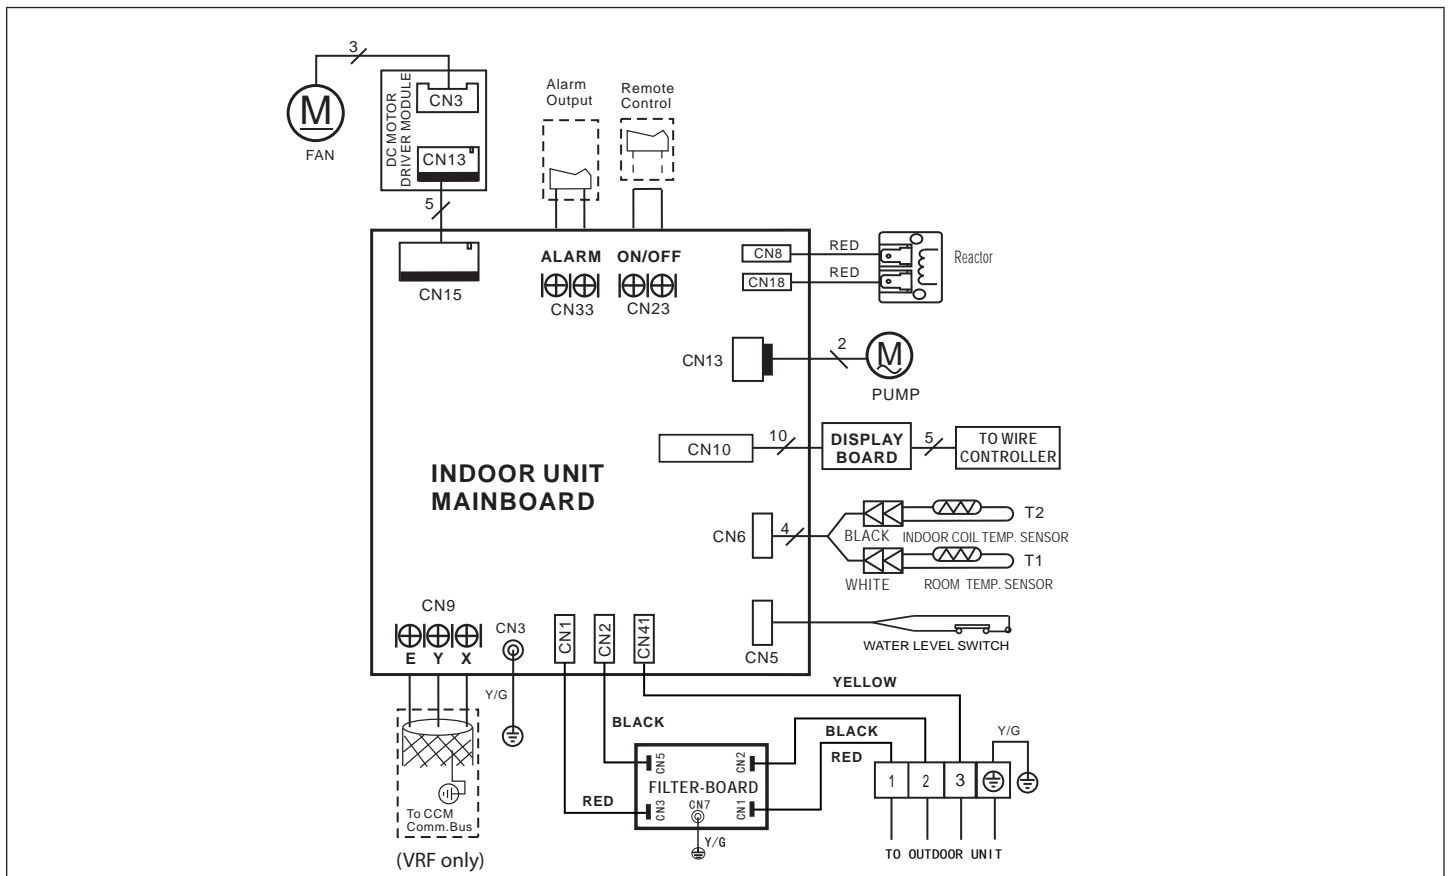 3
M
FAN
DC MOTOR
DRIVER MODULE
CN3
CN13
5
Alarm
Output
Remote
Control
CN15
ALARM
ON/OFF
CN33
CN23
CN8
RED
CN18
RED
Reactor
CN13
2
M
PUMP
CN10
10
DISPLAY
BOARD
5
TO WIRE
CONTROLLER
INDOOR UNIT
MAINBOARD
CN6
4
BLACK
T2
INDOOR COIL TEMP. SENSOR
WHITE
T1
ROOM TEMP. SENSOR
CN5
WATER LEVEL SWITCH
CN9
E Y X
CN3
CN1
CN2
CN41
Y/G
YELLOW
BLACK
BLACK
RED
RED
CN5
CN2
FILTER-BOARD
CN3
CN7
CN1
Y/G
1 2 3
Y/G
TO OUTDOOR UNIT
To CCM
Comm.Bus
(VRF only)